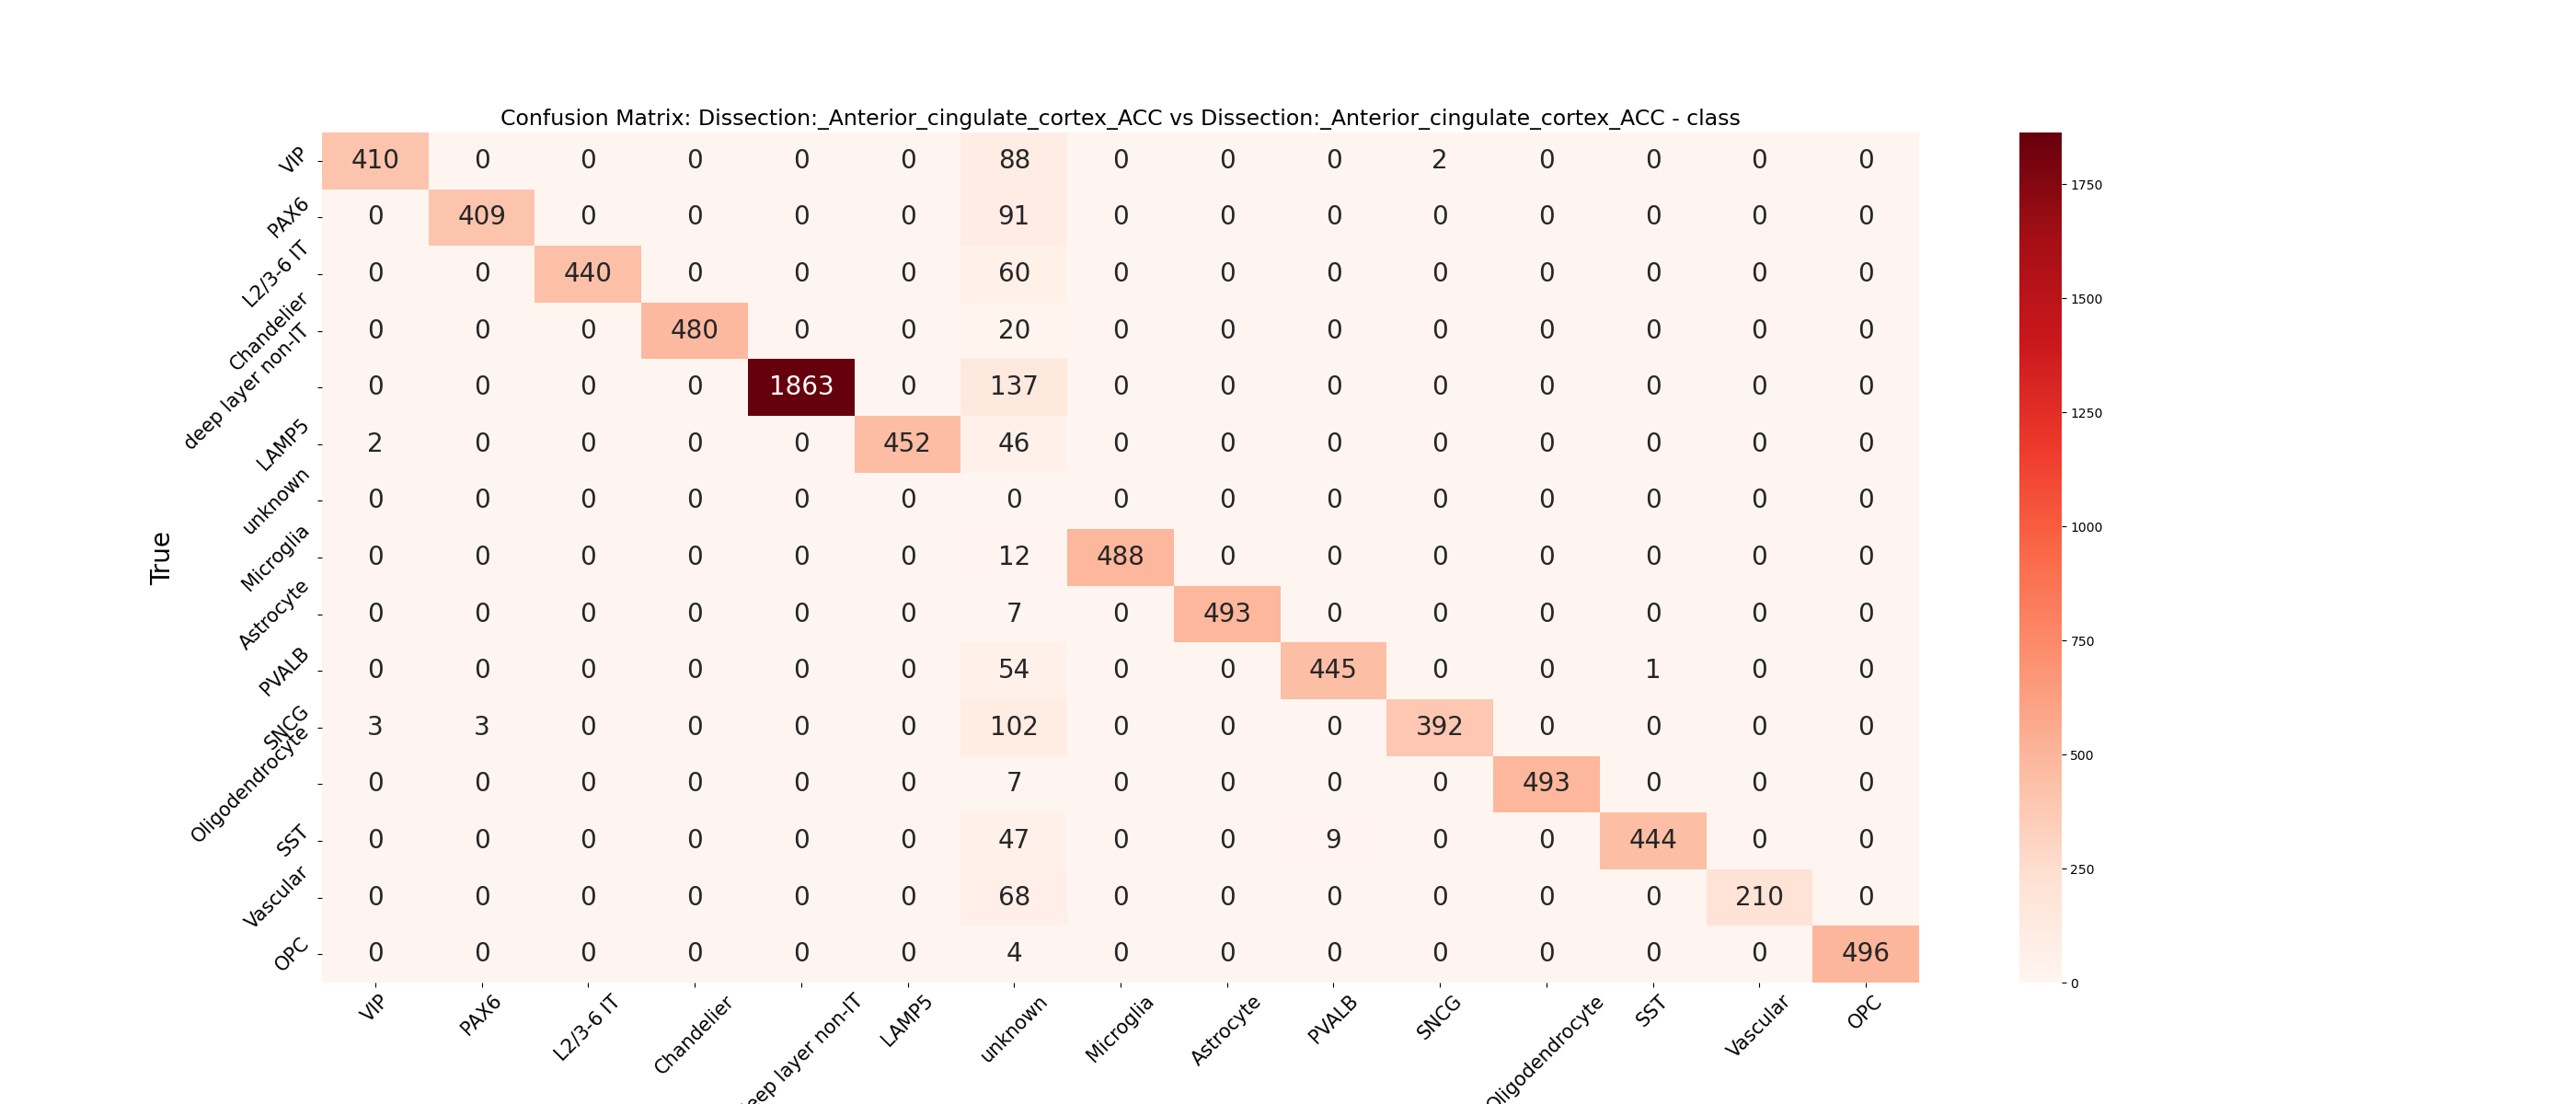 Confusion Matrix: Dissection:_Anterior_cingulate_cortex_ACC vs Dissection:_Anterior_cingulate_cortex_ACC - class
VIP 410 0 0 0 0 0 88 0 0 0 2 0 0 0 0
PAX6 0 409 0 0 0 0 91 0 0 0 0 0 0 0 0
L2/3-6 IT 0 0 440 0 0 0 60 0 0 0 0 0 0 0 0
Chandelier 0 0 0 480 0 0 20 0 0 0 0 0 0 0 0
deep layer non-IT 0 0 0 0 1863 0 137 0 0 0 0 0 0 0 0
LAMP5 2 0 0 0 0 452 46 0 0 0 0 0 0 0 0
unknown 0 0 0 0 0 0 0 0 0 0 0 0 0 0 0
Microglia 0 0 0 0 0 0 12 488 0 0 0 0 0 0 0
Astrocyte 0 0 0 0 0 0 7 0 493 0 0 0 0 0 0
PVALB 0 0 0 0 0 0 54 0 0 445 0 0 1 0 0
SNCG 3 3 0 0 0 0 102 0 0 0 392 0 0 0 0
Oligodendrocyte 0 0 0 0 0 0 7 0 0 0 0 493 0 0 0
SST 0 0 0 0 0 0 47 0 0 9 0 0 444 0 0
Vascular 0 0 0 0 0 0 68 0 0 0 0 0 0 210 0
OPC 0 0 0 0 0 0 4 0 0 0 0 0 0 0 496
True
VIP PAX6 L2/3-6 IT Chandelier eep layer non-IT LAMP5 unknown Microglia Astrocyte PVALB SNCG Oligodendrocyte SST Vascular OPC
1750
1500
1250
1000
750
500
250
0